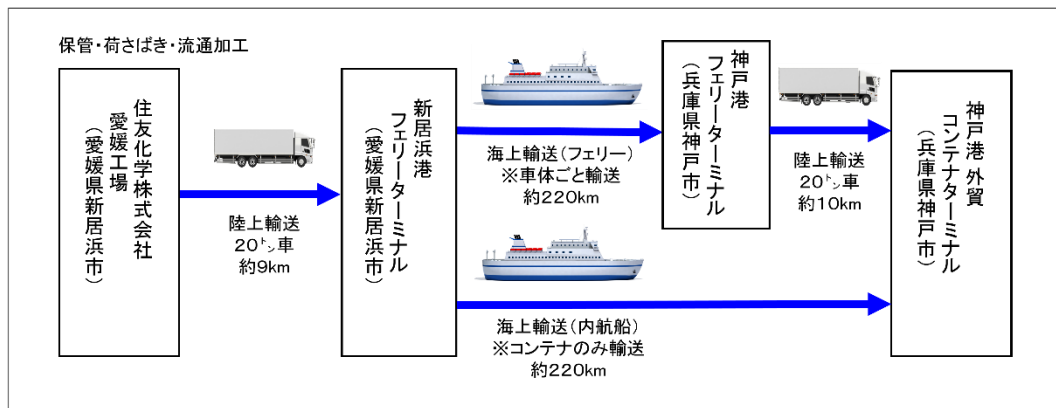 保管・荷さばき・流通加工
住友化学株式会社
愛媛工場
（愛媛県新居浜市）
陸上輸送
20㌧車
約9km
新居浜港
フェリーターミナル
（愛媛県新居浜市）
海上輸送（フェリー）
※車体ごと輸送
約220km
神戸港
フェリーターミナル
（兵庫県神戸市）
陸上輸送
20㌧車
約10km
海上輸送（内航船）
※コンテナのみ輸送
約220km
神戸港 外貿
コンテナターミナル
（兵庫県神戸市）